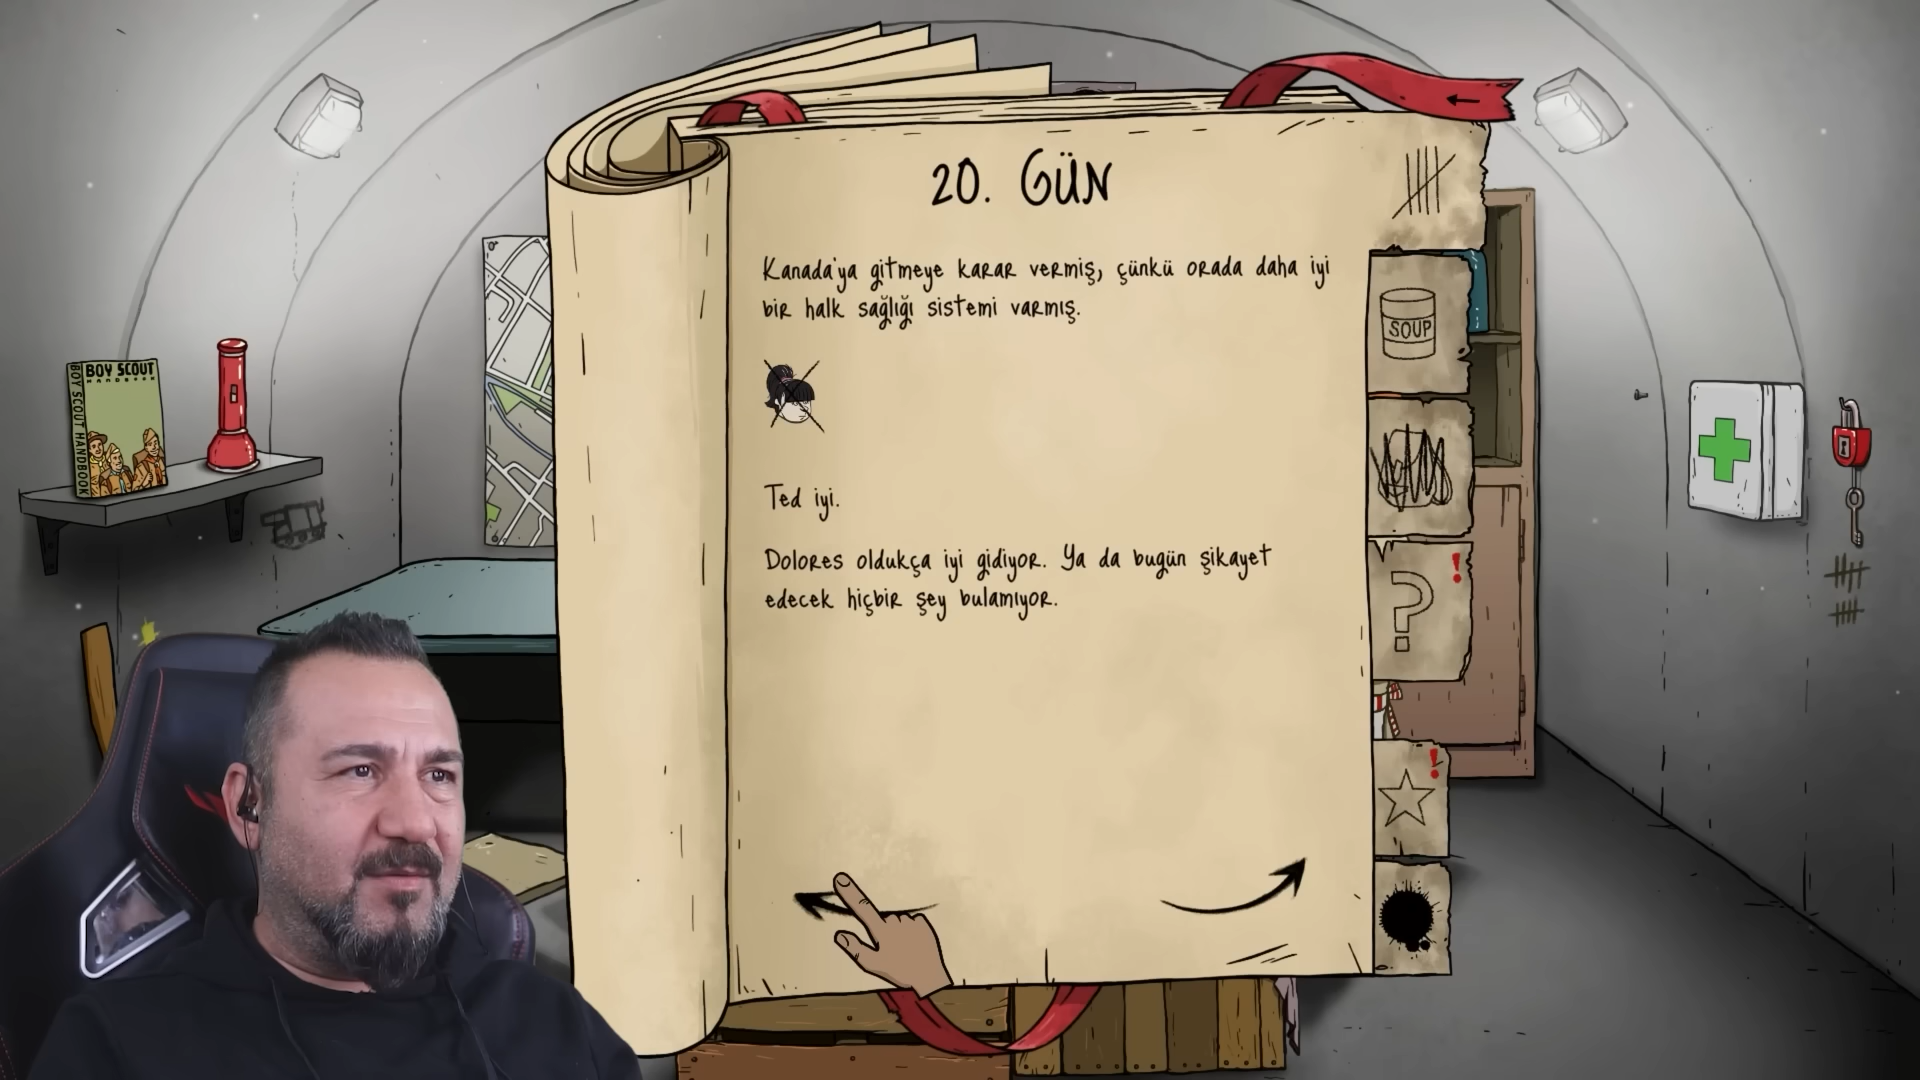 20. GÜN
Kanada'ya gitmeye karar vermiş, çünkü orada daha iyi
bir halk sağlığı sistemi varmış.
Ted iyi.
Dolores oldukça iyi gidiyor. Ya da bugün şikayet
edecek hiçbir şey bulamıyor.
SOUP
?
!
!
BOY SCOUT
HANDBOOK
BOY SCOUT HANDBOOK